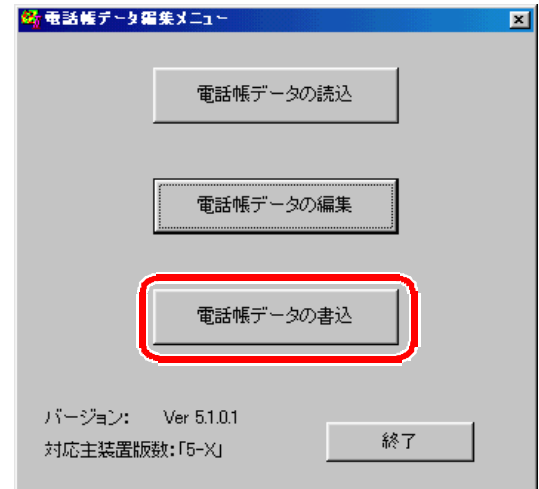 電話帳データ編集メニュー
電話帳データの読込
電話帳データの編集
電話帳データの書込
バージョン: Ver 5.1.0.1
対応主装置版数:「5-X」
終了